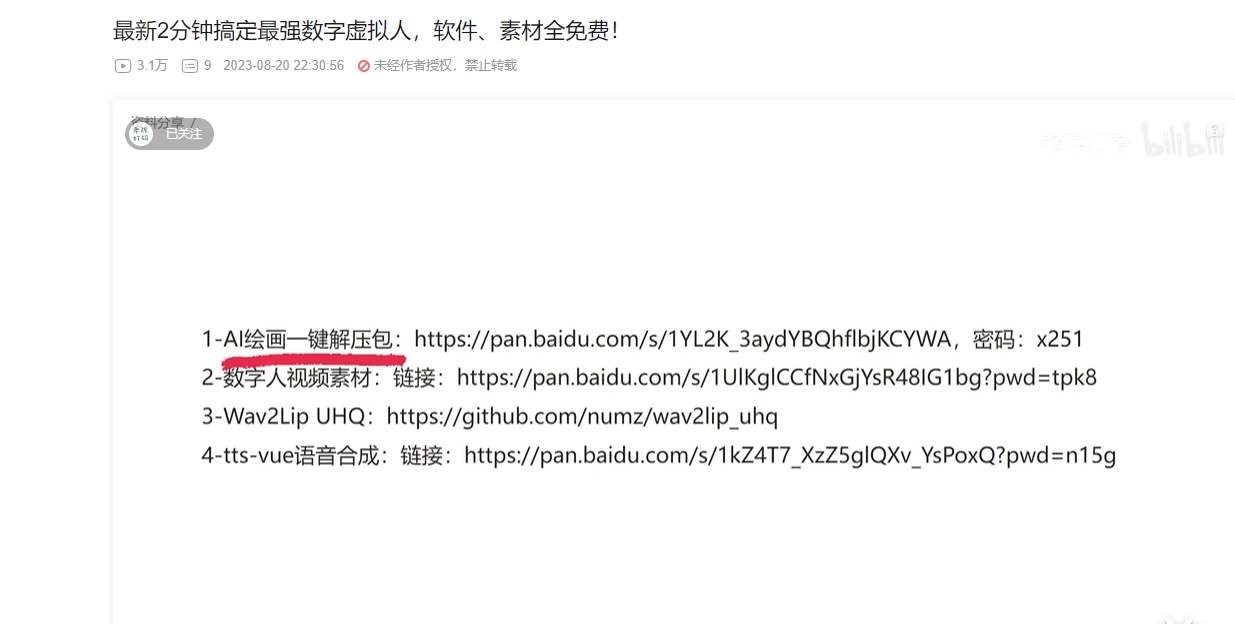 最新2分钟搞定最强数字虚拟人，软件、素材全免费！
3.1万 9 2023-08-20 22:30:56 未经作者授权，禁止转载
资料分享 /
已关注
bilibili
1-AI绘画一键解压包：https://pan.baidu.com/s/1YL2K_3aydYBQhflbjKCYWA，密码：x251
2-数字人视频素材：链接：https://pan.baidu.com/s/1UlKglCCfNxGjYsR48IG1bg?pwd=tpk8
3-Wav2Lip UHQ：https://github.com/numz/wav2lip_uhq
4-tts-vue语音合成：链接：https://pan.baidu.com/s/1kZ4T7_XzZ5glQXv_YsPoxQ?pwd=n15g